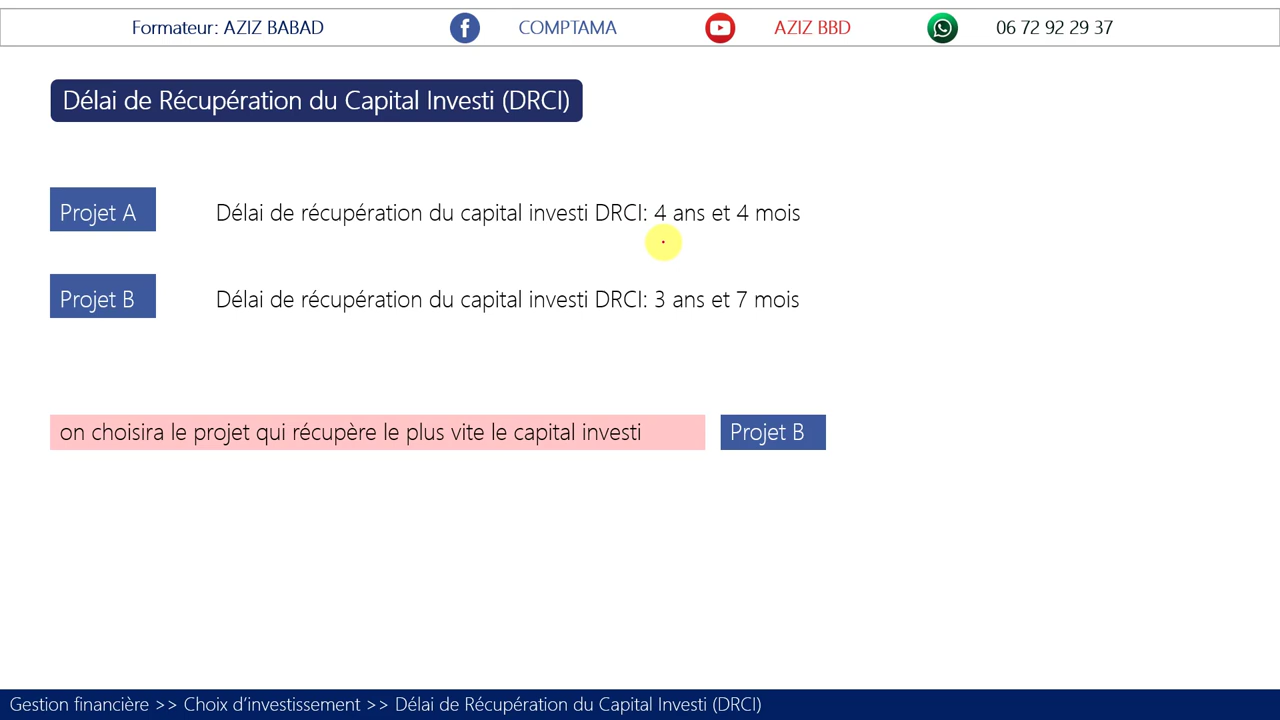 Formateur: AZIZ BABAD COMPTAMA AZIZ BBD 06 72 92 29 37
Délai de Récupération du Capital Investi (DRCI)
Projet A Délai de récupération du capital investi DRCI: 4 ans et 4 mois
Projet B Délai de récupération du capital investi DRCI: 3 ans et 7 mois
on choisira le projet qui récupère le plus vite le capital investi Projet B
Gestion financière >> Choix d’investissement >> Délai de Récupération du Capital Investi (DRCI)